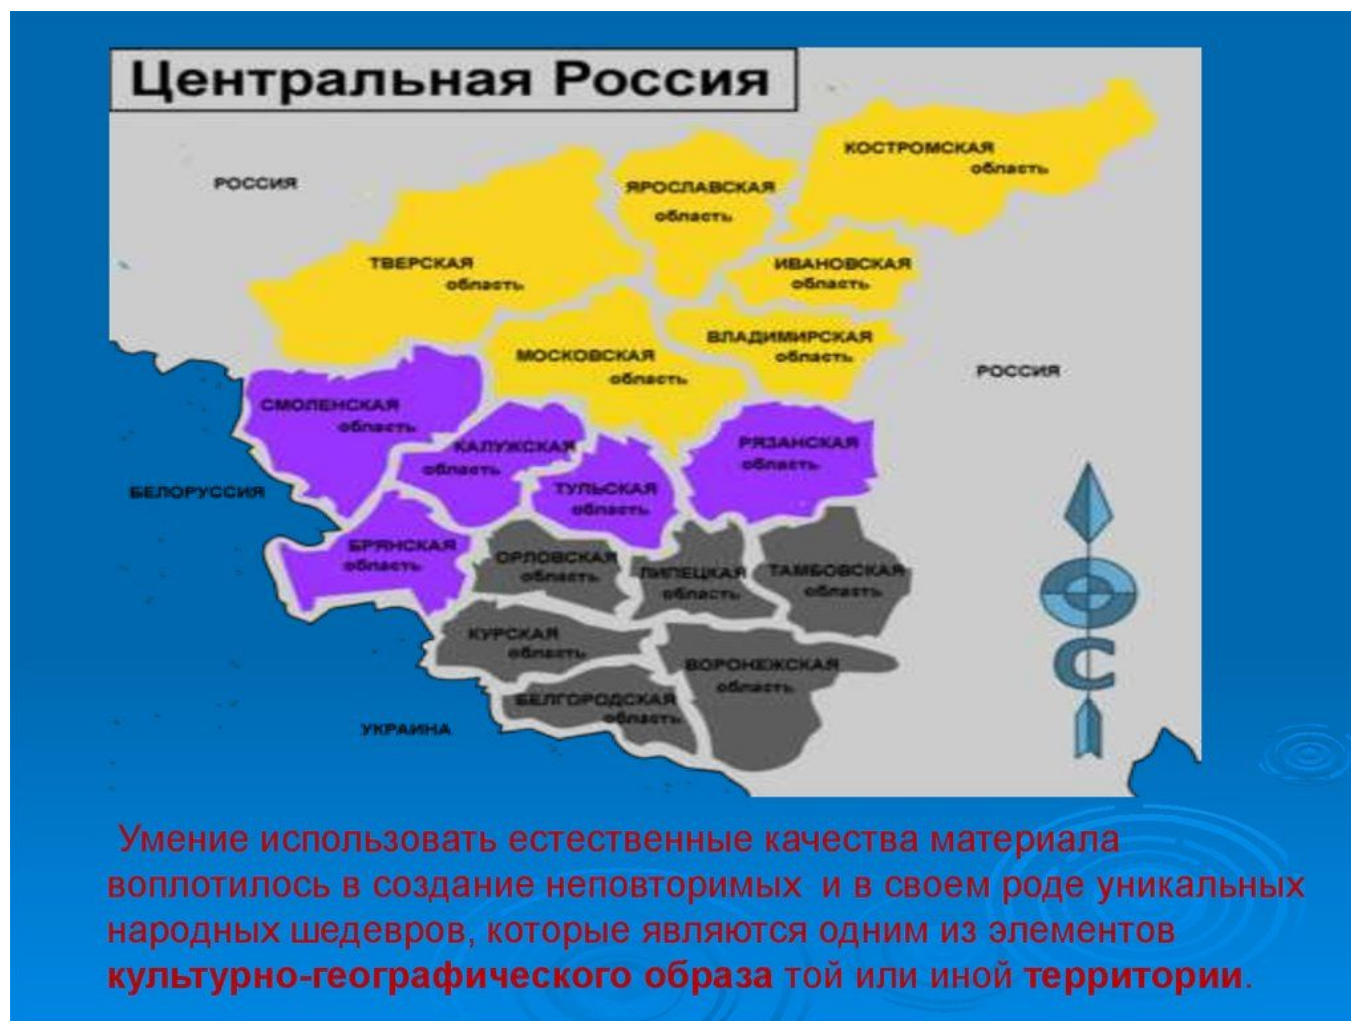 Центральная Россия
КОСТРОМСКАЯ
область
РОССИЯ
ЯРОСЛАВСКАЯ
область
ТВЕРСКАЯ
область
ИВАНОВСКАЯ
область
ВЛАДИМИРСКАЯ
область
МОСКОВСКАЯ
область
РОССИЯ
СМОЛЕНСКАЯ
область
КАЛУЖСКАЯ
область
РЯЗАНСКАЯ
область
ТУЛЬСКАЯ
область
БЕЛОРУССИЯ
БРЯНСКАЯ
область
ОРЛОВСКАЯ
область
ЛИПЕЦКАЯ
область
ТАМБОВСКАЯ
область
КУРСКАЯ
область
ВОРОНЕЖСКАЯ
область
БЕЛГОРОДСКАЯ
область
УКРАИНА
С
Умение использовать естественные качества материала
воплотилось в создание неповторимых и в своем роде уникальных
народных шедевров, которые являются одним из элементов
культурно-географического образа той или иной территории.